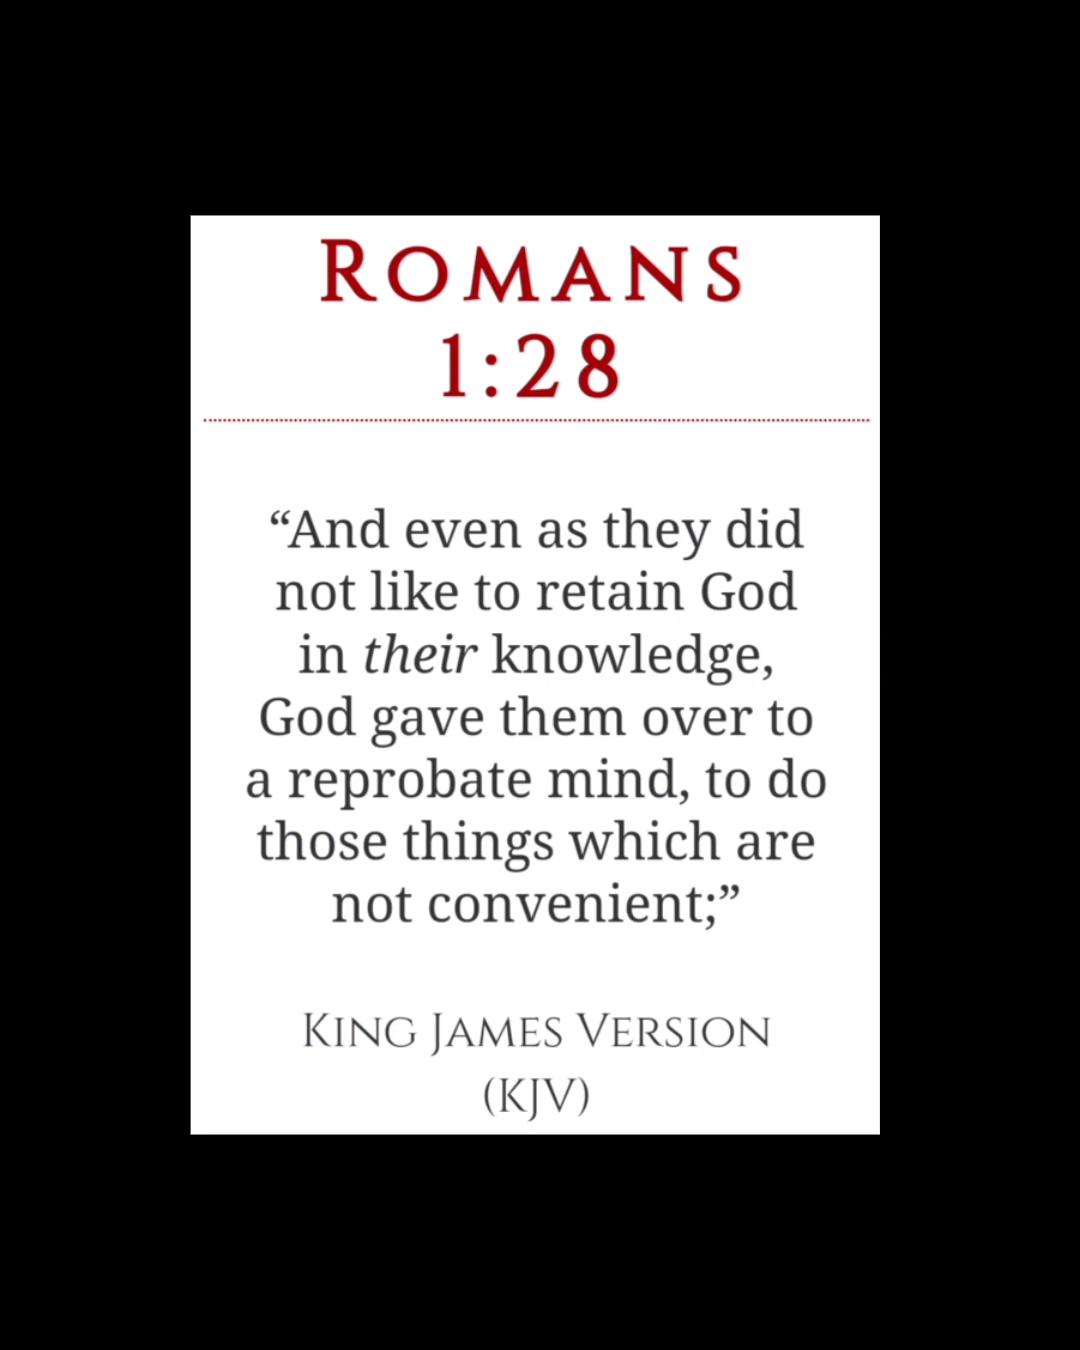 Romans
1:28
“And even as they did
not like to retain God
in their knowledge,
God gave them over to
a reprobate mind, to do
those things which are
not convenient;”
King James Version
(KJV)